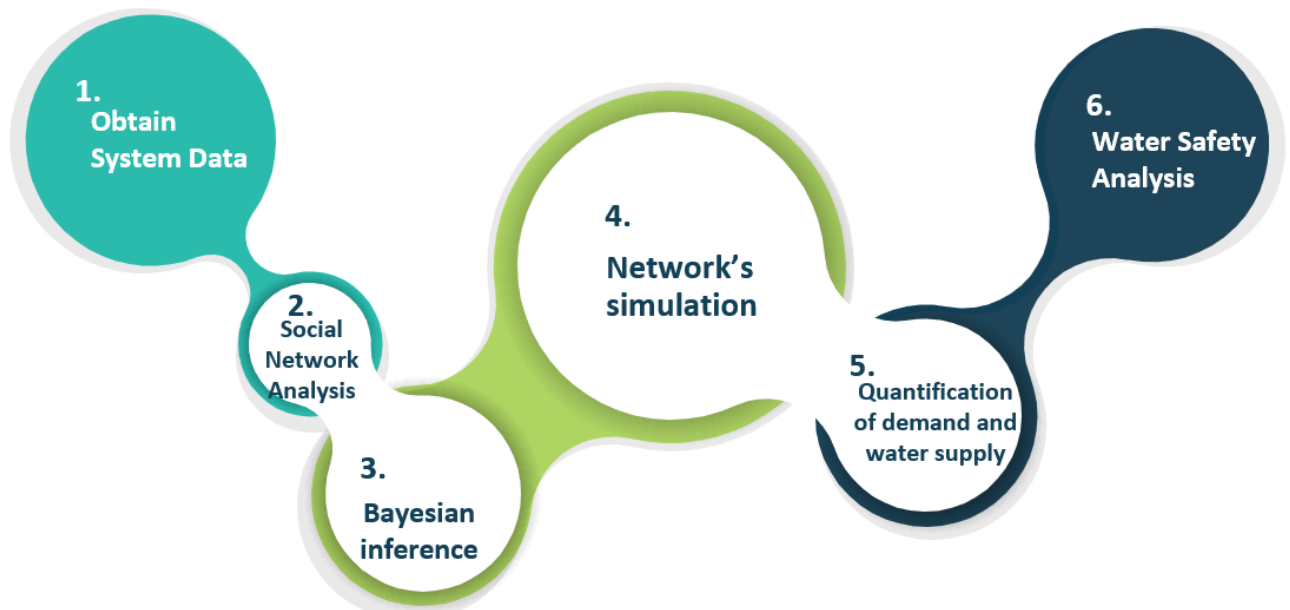 1.
Obtain
System Data
2.
Social
Network
Analysis
3.
Bayesian
inference
4.
Network’s
simulation
5.
Quantification
of demand and
water supply
6.
Water Safety
Analysis